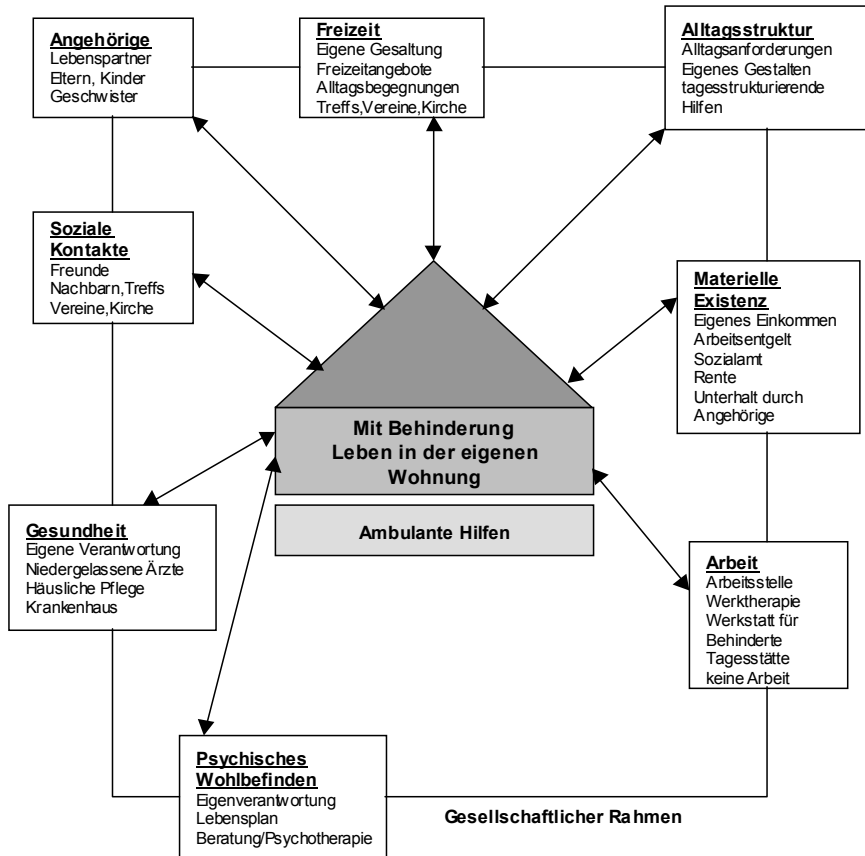 Angehörige
Lebenspartner
Eltern, Kinder
Geschwister
Freizeit
Eigene Gesaltung
Freizeitangebote
Alltagsbegegnungen
Treffs,Vereine,Kirche
Alltagsstruktur
Alltagsanforderungen
Eigenes Gestalten
tagesstrukturierende
Hilfen
Soziale
Kontakte
Freunde
Nachbarn,Treffs
Vereine,Kirche
Materielle
Existenz
Eigenes Einkommen
Arbeitsentgelt
Sozialamt
Rente
Unterhalt durch
Angehörige
Mit Behinderung
Leben in der eigenen
Wohnung
Ambulante Hilfen
Gesundheit
Eigene Verantwortung
Niedergelassene Ärzte
Häusliche Pflege
Krankenhaus
Arbeit
Arbeitsstelle
Werktherapie
Werkstatt für
Behinderte
Tagesstätte
keine Arbeit
Psychisches
Wohlbefinden
Eigenverantwortung
Lebensplan
Beratung/Psychotherapie
Gesellschaftlicher Rahmen